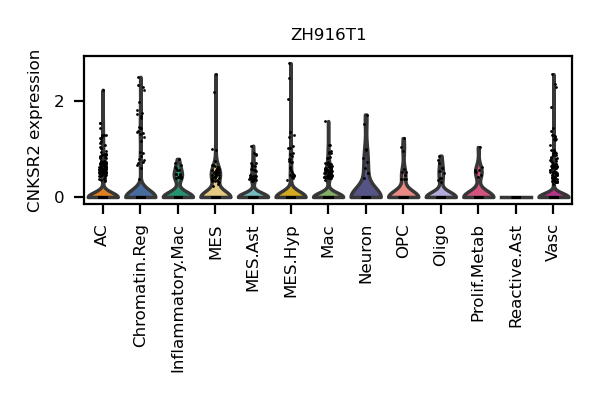 ZH916T1
CNKSR2 expression
2
0
AC
Chromatin.Reg
Inflammatory.Mac
MES
MES.Ast
MES.Hyp
Mac
Neuron
OPC
Oligo
Prolif.Metab
Reactive.Ast
Vasc